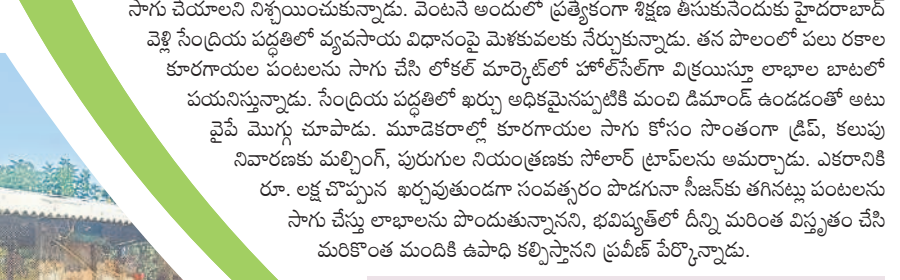 సాగు చేయాలని నిశ్చయించుకున్నాడు. వెంటనే అందులో ప్రత్యేకంగా శిక్షణ తీసుకునేందుకు హైదరాబాద్
వెళ్లి సేంద్రియ పద్ధతిలో వ్యవసాయ విధానంపై మెళకువలకు నేర్చుకున్నాడు. తన పొలంలో పలు రకాల
కూరగాయల పంటలను సాగు చేసి లోకల్ మార్కెట్‌లో హోల్‌సేల్‌గా విక్రయిస్తూ లాభాల బాటలో
పయనిస్తున్నాడు. సేంద్రియ పద్ధతిలో ఖర్చు అధికమైనప్పటికి మంచి డిమాండ్ ఉండడంతో అటు
వైపే మొగ్గు చూపాడు. మూడెకరాల్లో కూరగాయల సాగు కోసం సొంతంగా డ్రిప్, కలుపు
నివారణకు మల్చింగ్, పురుగుల నియంత్రణకు సోలార్ ట్రాప్‌లను అమర్చాడు. ఎకరానికి
రూ. లక్ష చొప్పున ఖర్చవుతుండగా సంవత్సరం పొడగునా సీజన్‌కు తగినట్లు పంటలను
సాగు చేస్తు లాభాలను పొందుతున్నానని, భవిష్యత్‌లో దీన్ని మరింత విస్తృతం చేసి
మరికొంత మందికి ఉపాధి కల్పిస్తానని ప్రవీణ్ పేర్కొన్నాడు.